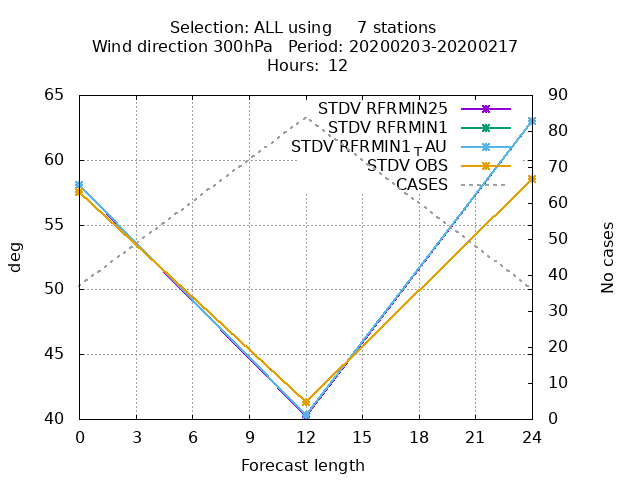 Selection: ALL using     7 stations
Wind direction 300hPa   Period: 20200203-20200217
Hours:  12
65
60
55
50
45
40
deg
90
80
70
60
50
40
30
20
10
0
No cases
STDV RFRMIN25
STDV RFRMIN1
STDV RFRMIN1_TAU
STDV OBS
CASES
0 3 6 9 12 15 18 21 24
Forecast length